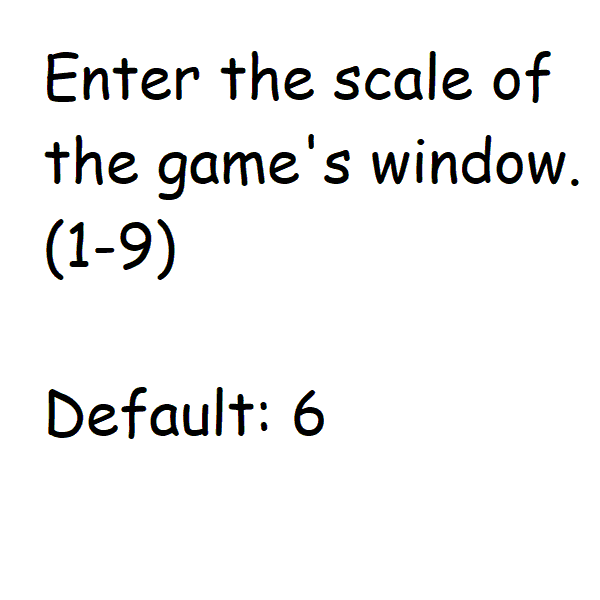 Enter the scale of
the game's window.
(1-9)
Default: 6